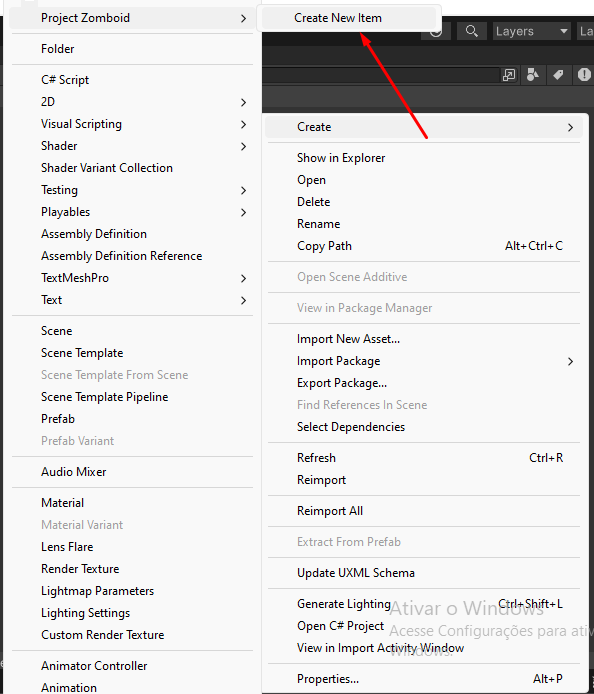 Project Zomboid
Create New Item
Folder
C# Script
2D
Visual Scripting
Shader
Shader Variant Collection
Testing
Playables
Assembly Definition
Assembly Definition Reference
TextMeshPro
Text
Scene
Scene Template
Scene Template From Scene
Scene Template Pipeline
Prefab
Prefab Variant
Audio Mixer
Material
Material Variant
Lens Flare
Render Texture
Lightmap Parameters
Lighting Settings
Custom Render Texture
Animator Controller
Animation
Layers
La
Create
Show in Explorer
Open
Delete
Rename
Copy Path Alt+Ctrl+C
Open Scene Additive
View in Package Manager
Import New Asset...
Import Package
Export Package...
Find References In Scene
Select Dependencies
Refresh Ctrl+R
Reimport
Reimport All
Extract From Prefab
Update UXML Schema
Generate Lighting Ctrl+Shift+L
Open C# Project
View in Import Activity Window
Properties... Alt+P
Ativar o Windows
Acesse Configurações para ativ
Windows.